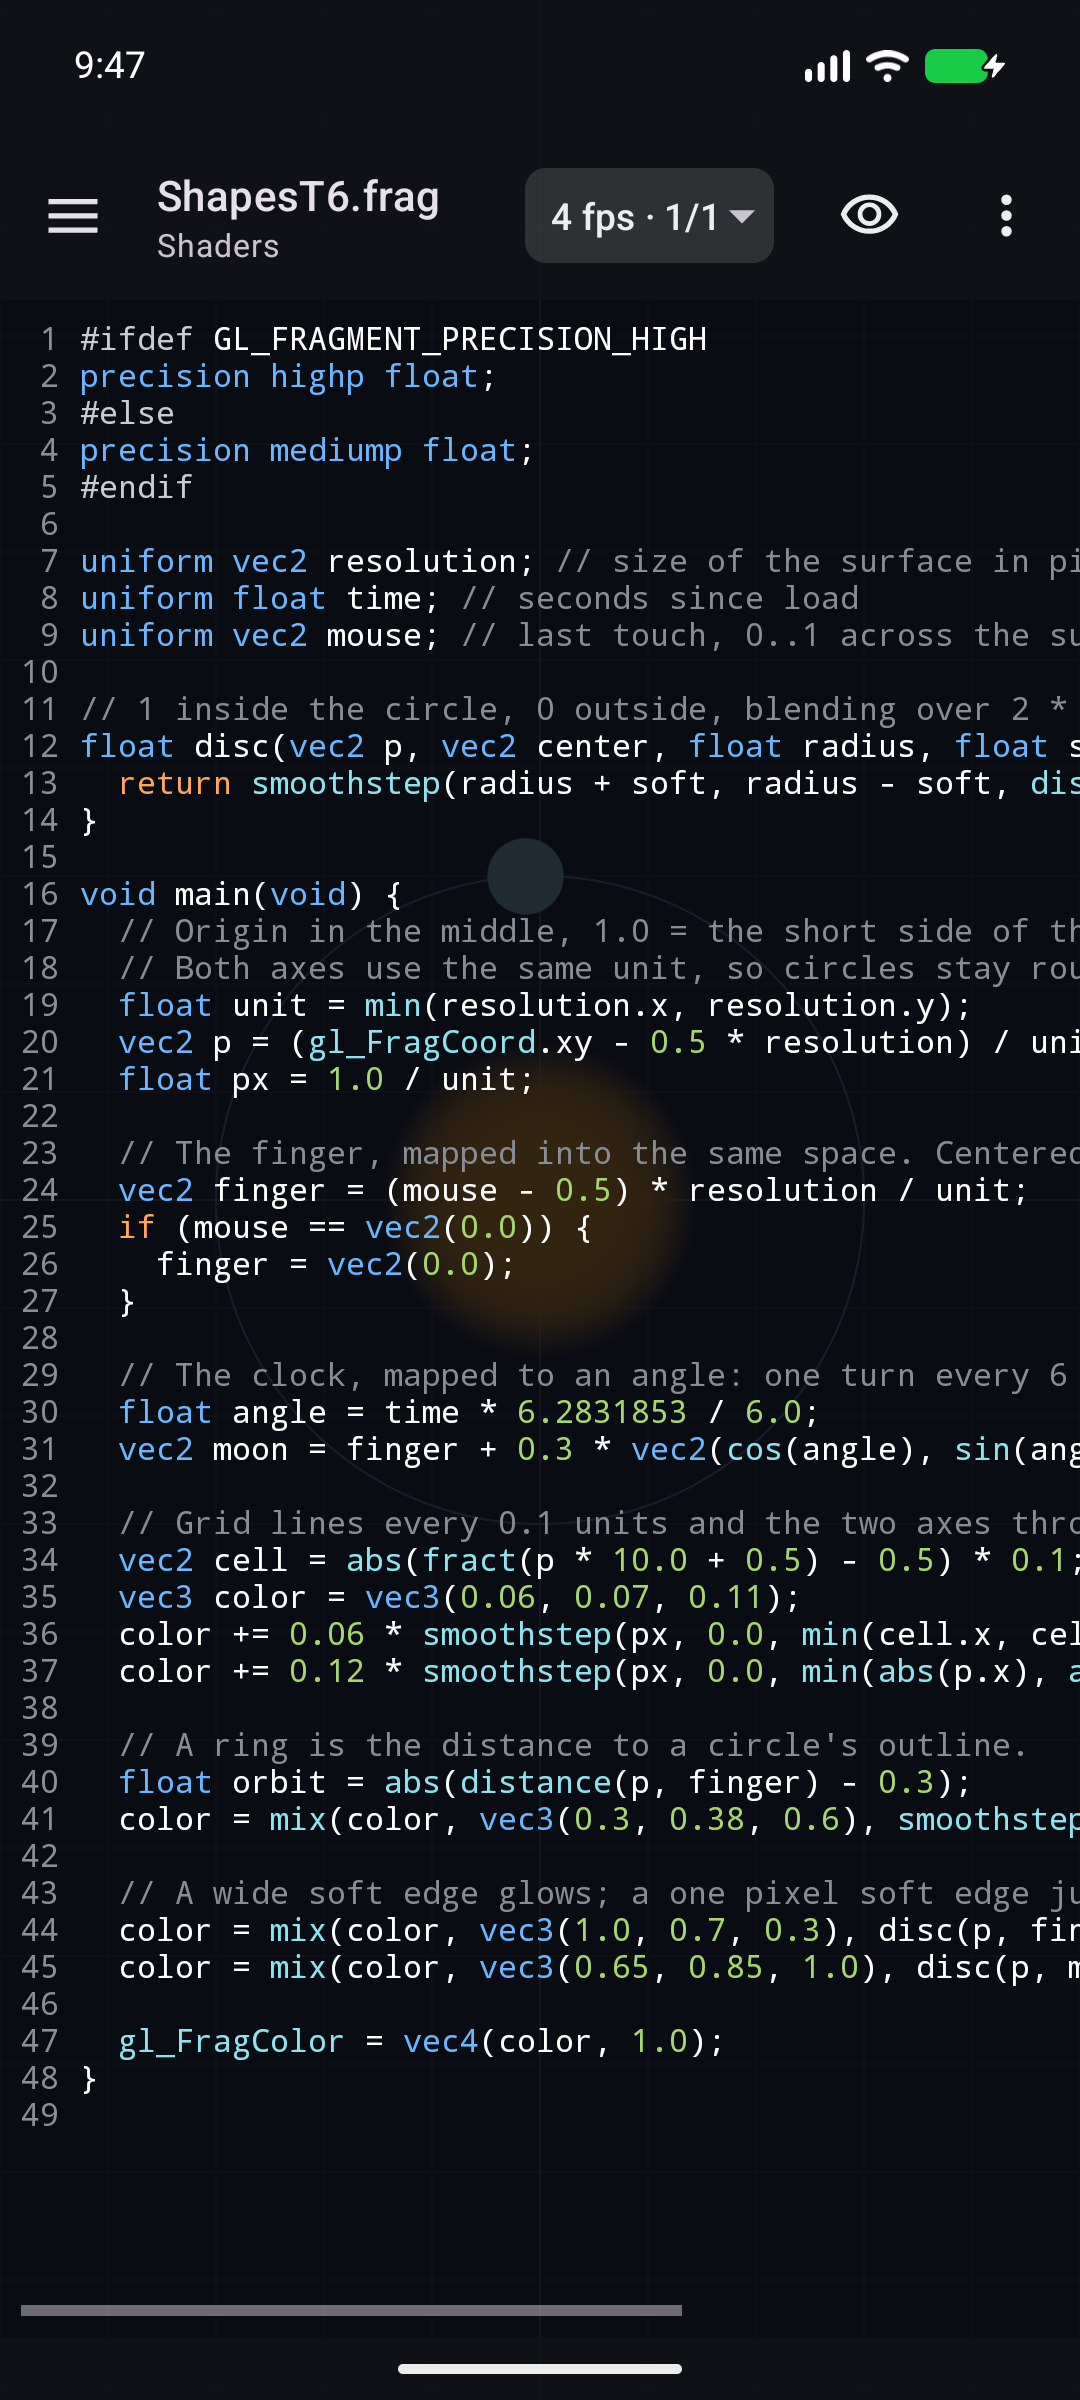 9:47
ShapesT6.frag
Shaders
4 fps · 1/1
1 #ifdef GL_FRAGMENT_PRECISION_HIGH
2 precision highp float;
3 #else
4 precision mediump float;
5 #endif
6
7 uniform vec2 resolution; // size of the surface in pi
8 uniform float time; // seconds since load
9 uniform vec2 mouse; // last touch, 0..1 across the su
10
11 // 1 inside the circle, 0 outside, blending over 2 *
12 float disc(vec2 p, vec2 center, float radius, float s
13   return smoothstep(radius + soft, radius - soft, dis
14 }
15
16 void main(void) {
17   // Origin in the middle, 1.0 = the short side of th
18   // Both axes use the same unit, so circles stay rou
19   float unit = min(resolution.x, resolution.y);
20   vec2 p = (gl_FragCoord.xy - 0.5 * resolution) / uni
21   float px = 1.0 / unit;
22
23   // The finger, mapped into the same space. Centered
24   vec2 finger = (mouse - 0.5) * resolution / unit;
25   if (mouse == vec2(0.0)) {
26     finger = vec2(0.0);
27   }
28
29   // The clock, mapped to an angle: one turn every 6
30   float angle = time * 6.2831853 / 6.0;
31   vec2 moon = finger + 0.3 * vec2(cos(angle), sin(ang
32
33   // Grid lines every 0.1 units and the two axes thro
34   vec2 cell = abs(fract(p * 10.0 + 0.5) - 0.5) * 0.1;
35   vec3 color = vec3(0.06, 0.07, 0.11);
36   color += 0.06 * smoothstep(px, 0.0, min(cell.x, cel
37   color += 0.12 * smoothstep(px, 0.0, min(abs(p.x), a
38
39   // A ring is the distance to a circle's outline.
40   float orbit = abs(distance(p, finger) - 0.3);
41   color = mix(color, vec3(0.3, 0.38, 0.6), smoothstep
42
43   // A wide soft edge glows; a one pixel soft edge ju
44   color = mix(color, vec3(1.0, 0.7, 0.3), disc(p, fin
45   color = mix(color, vec3(0.65, 0.85, 1.0), disc(p, m
46
47   gl_FragColor = vec4(color, 1.0);
48 }
49